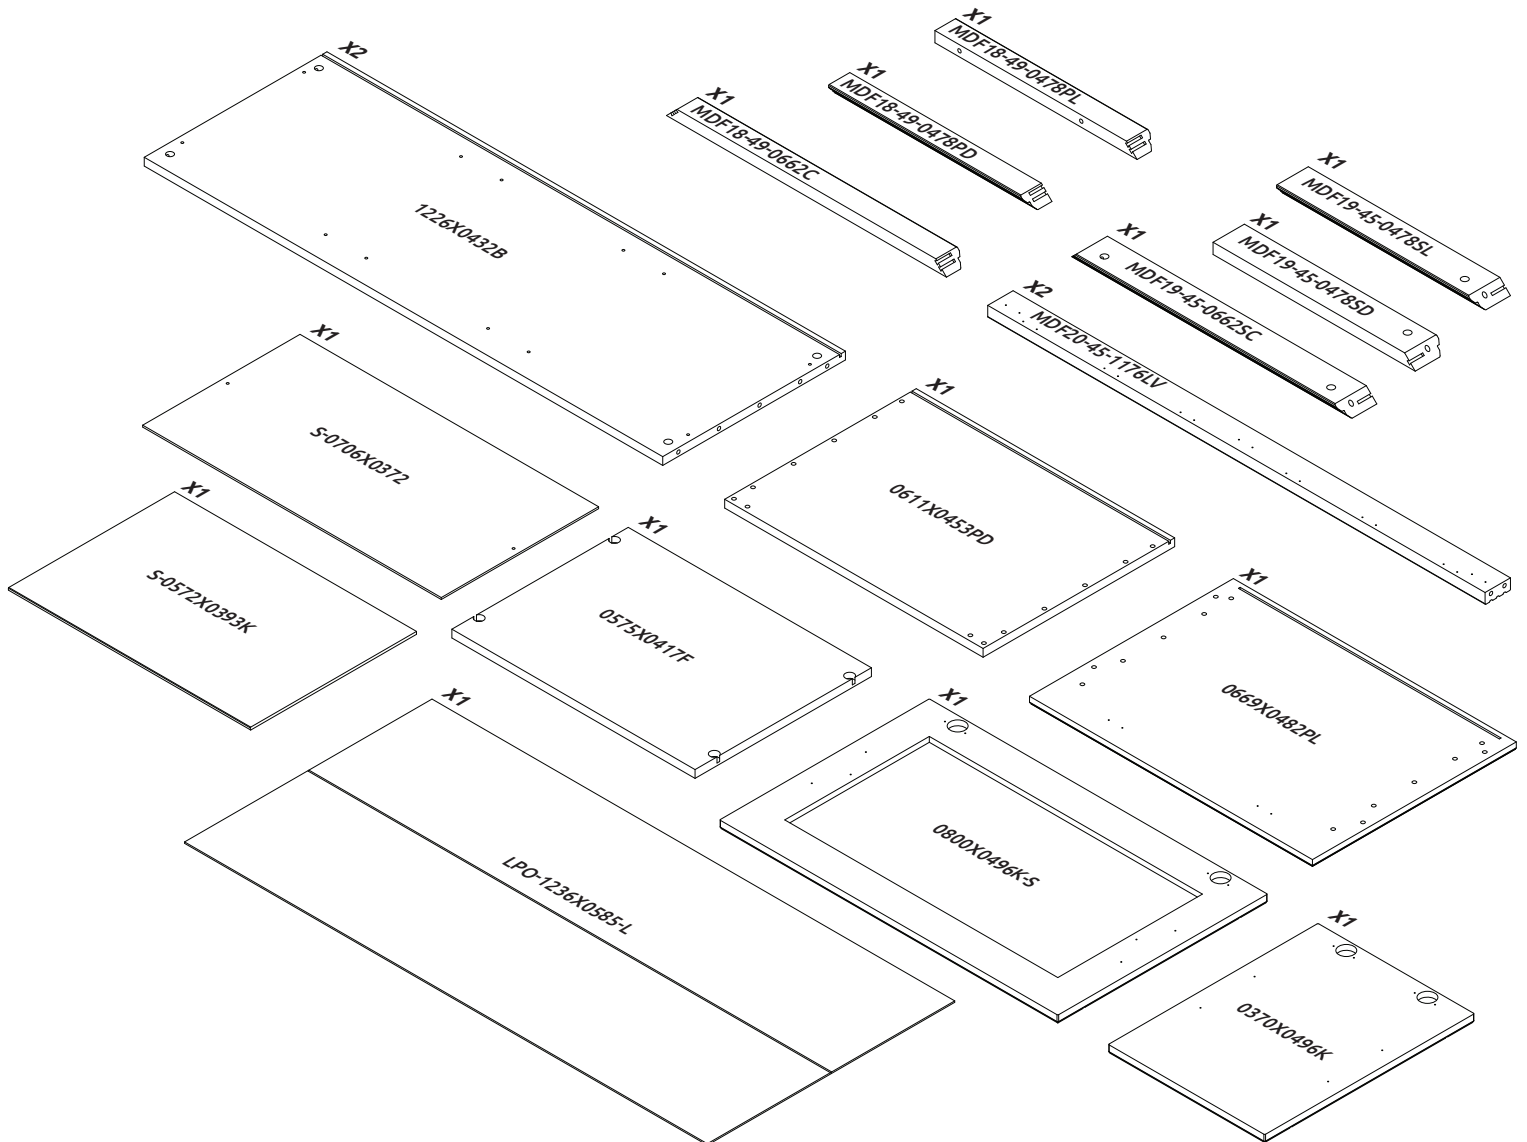 X1
MDF18-49-0478PL
X2
1226X0432B
X1
MDF18-49-0478PD
X1
MDF18-49-0662C
X1
MDF19-45-0478SL
X1
MDF19-45-0478SD
X1
MDF19-45-0662SC
X2
MDF20-45-1176LV
X1
S-0706X0372
X1
0611X0453PD
X1
S-0572X0393K
X1
0575X0417F
X1
0669X0482PL
X1
LPO-1236X0585-L
X1
0800X0496K-S
X1
0370X0496K